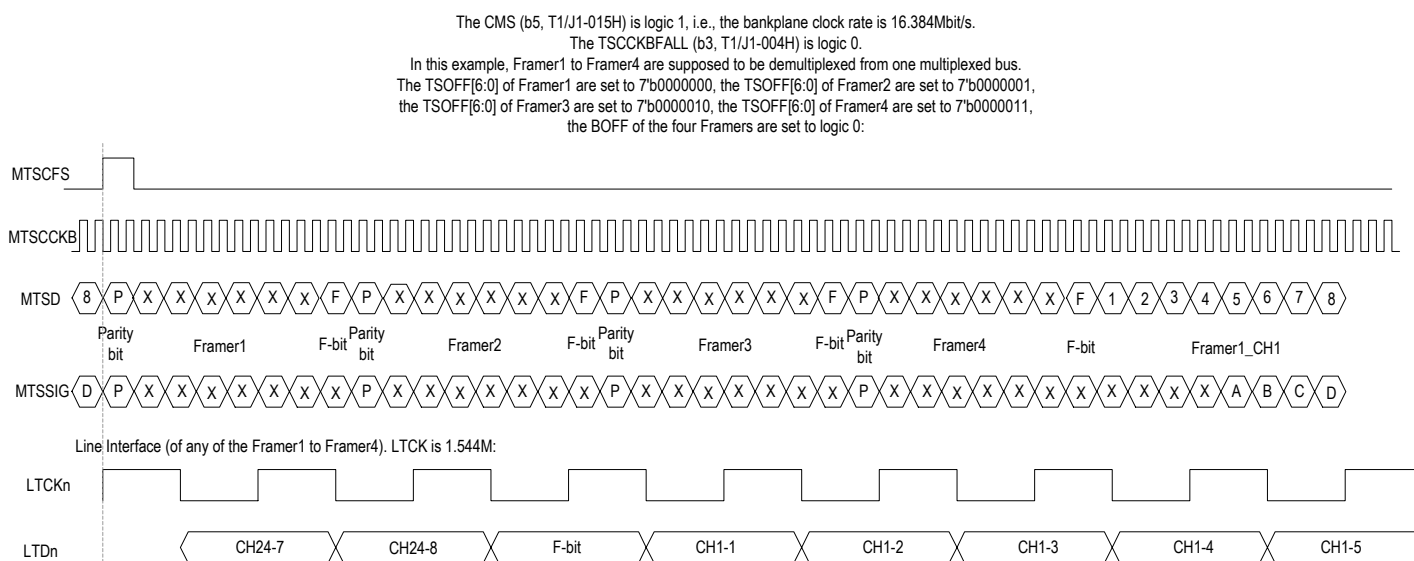 The CMS (b5, T1/J1-015H) is logic 1, i.e., the bankplane clock rate is 16.384Mbit/s.
The TSCCKBFALL (b3, T1/J1-004H) is logic 0.
In this example, Framer1 to Framer4 are supposed to be demultiplexed from one multiplexed bus.
The TSOFF[6:0] of Framer1 are set to 7'b0000000, the TSOFF[6:0] of Framer2 are set to 7'b0000001,
the TSOFF[6:0] of Framer3 are set to 7'b0000010, the TSOFF[6:0] of Framer4 are set to 7'b0000011,
the BOFF of the four Framers are set to logic 0:
MTSCFS
MTSCCKB
MTSD 8 P X X X X X X F P X X X X X X F P X X X X X X F P X X X X X X F 1 2 3 4 5 6 7 8
Parity bit Framer1 F-bit Parity bit Framer2 F-bit Parity bit Framer3 F-bit Parity bit Framer4 F-bit Framer1_CH1
MTSSIG D P X X X X X X X P X X X X X X X P X X X X X X X P X X X X X X X X X X X A B C D
Line Interface (of any of the Framer1 to Framer4). LTCK is 1.544M:
LTCKn
LTDn CH24-7 CH24-8 F-bit CH1-1 CH1-2 CH1-3 CH1-4 CH1-5